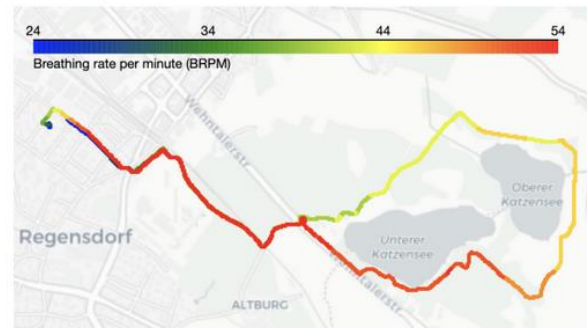 24 34 44 54
Breathing rate per minute (BRPM)
Wehntalerstr
Oberer
Katzensee
Regensdorf
Unterer
Katzensee
Wehntalerstr
ALTBURG